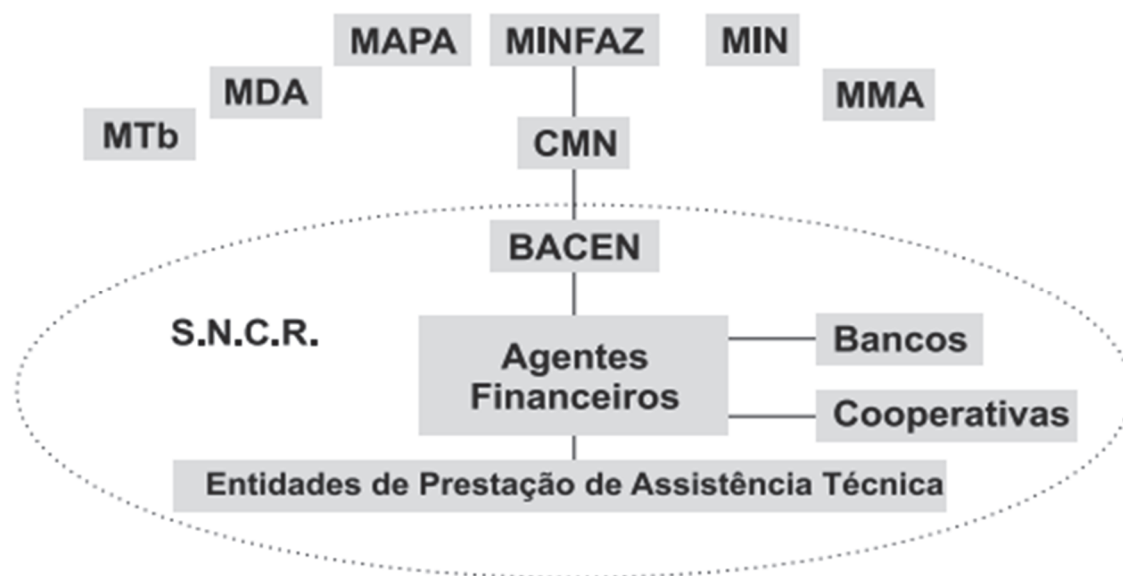 MAPA
MINFAZ
MIN
MDA
MMA
MTb
CMN
BACEN
S.N.C.R.
Agentes
Financeiros
Bancos
Cooperativas
Entidades de Prestação de Assistência Técnica